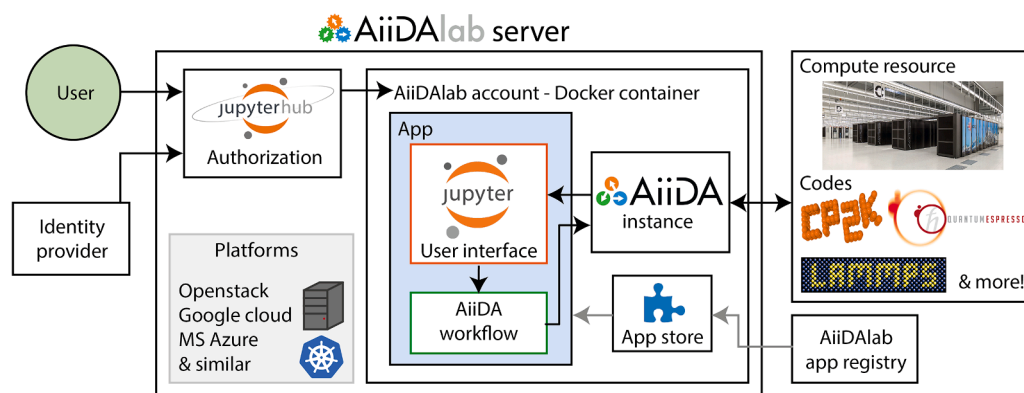 AiiDAlab server
User
jupyterhub
Authorization
Identity
provider
Platforms
Openstack
Google cloud
MS Azure
& similar
AiiDAlab account - Docker container
App
jupyter
User interface
AiiDA
workflow
AiiDA
instance
App store
Compute resource
Codes
CP2K
QUANTUMESPRESSO
LAMMPS
& more!
AiiDAlab
app registry